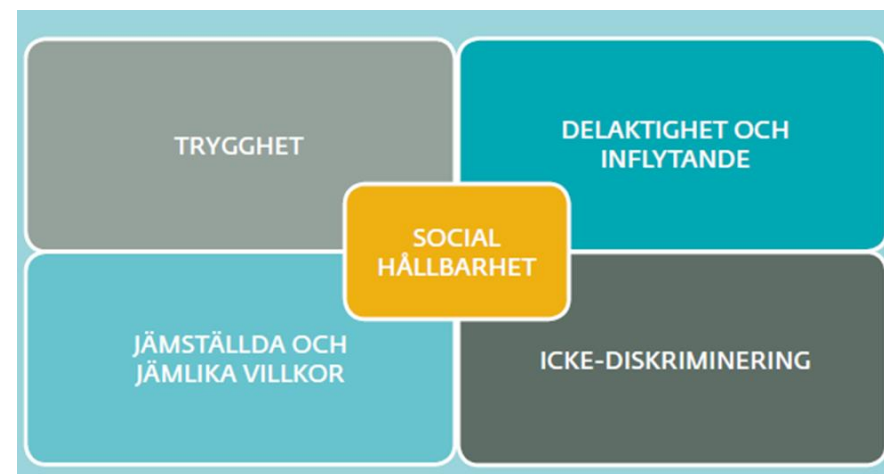 TRYGGHET
DELAKTIGHET OCH
INFLYTANDE
SOCIAL
HÅLLBARHET
JÄMSTÄLLDA OCH
JÄMLIKA VILLKOR
ICKE-DISKRIMINERING